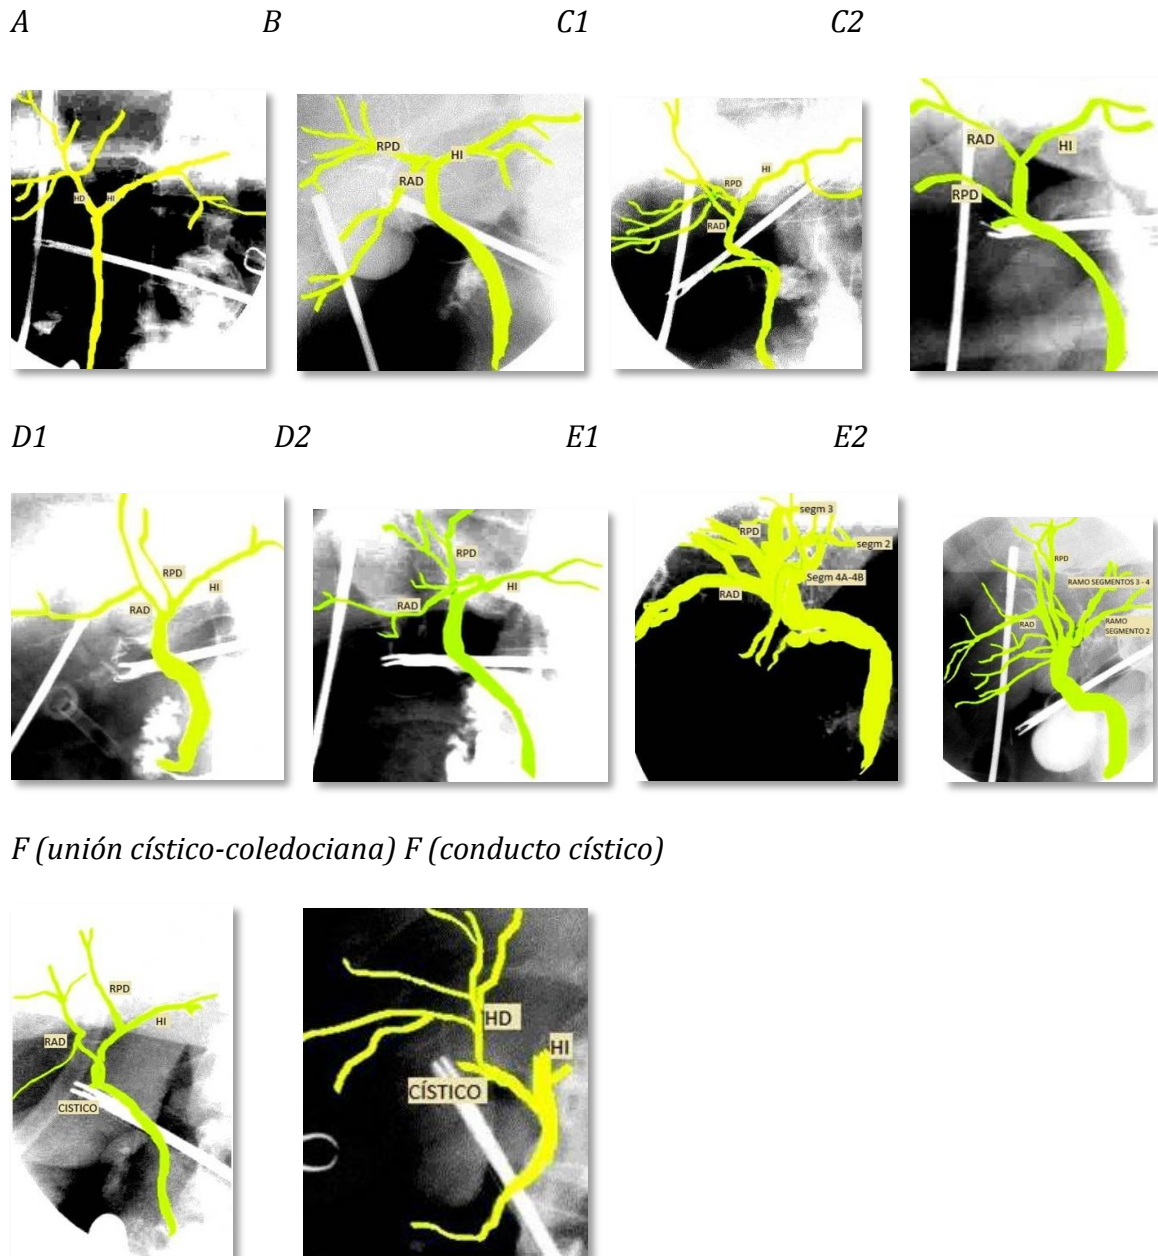 A B C1 C2
HD HI
RPD HI
RAD
RPD HI
RAD
RAD HI
RPD
D1 D2 E1 E2
RPD HI
RAD
RPD
HI
RAD
segm 3
RPD
segm 2
Segm 4A-4B
RAD
RPD
RAMO SEGMENTOS 3 - 4
RAD
RAMO
SEGMENTO 2
F (unión cístico-coledociana) F (conducto cístico)
RPD
HI
RAD
CISTICO
HD
HI
CÍSTICO